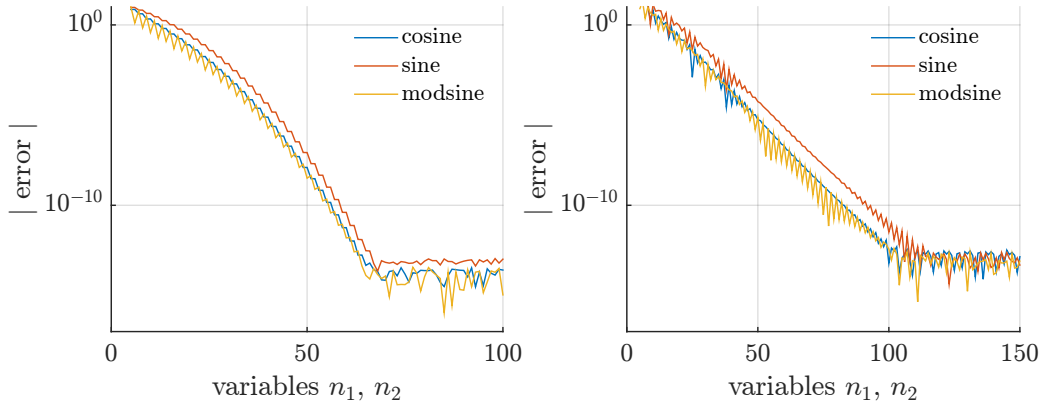 10^0
10^{-10}
| error |
cosine
sine
modsine
0
50
100
variables n_1, n_2
10^0
10^{-10}
| error |
cosine
sine
modsine
0
50
100
150
variables n_1, n_2